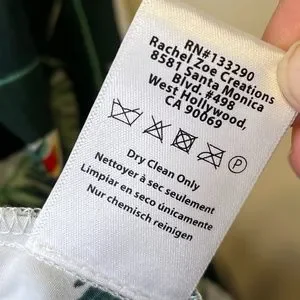 RN#133290
Rachel Zoe Creations
8581 Santa Monica
Blvd. #498
West Hollywood,
CA 90069
P
Dry Clean Only
Nettoyer à sec seulement
Limpiar en seco únicamente
Nur chemisch reinigen